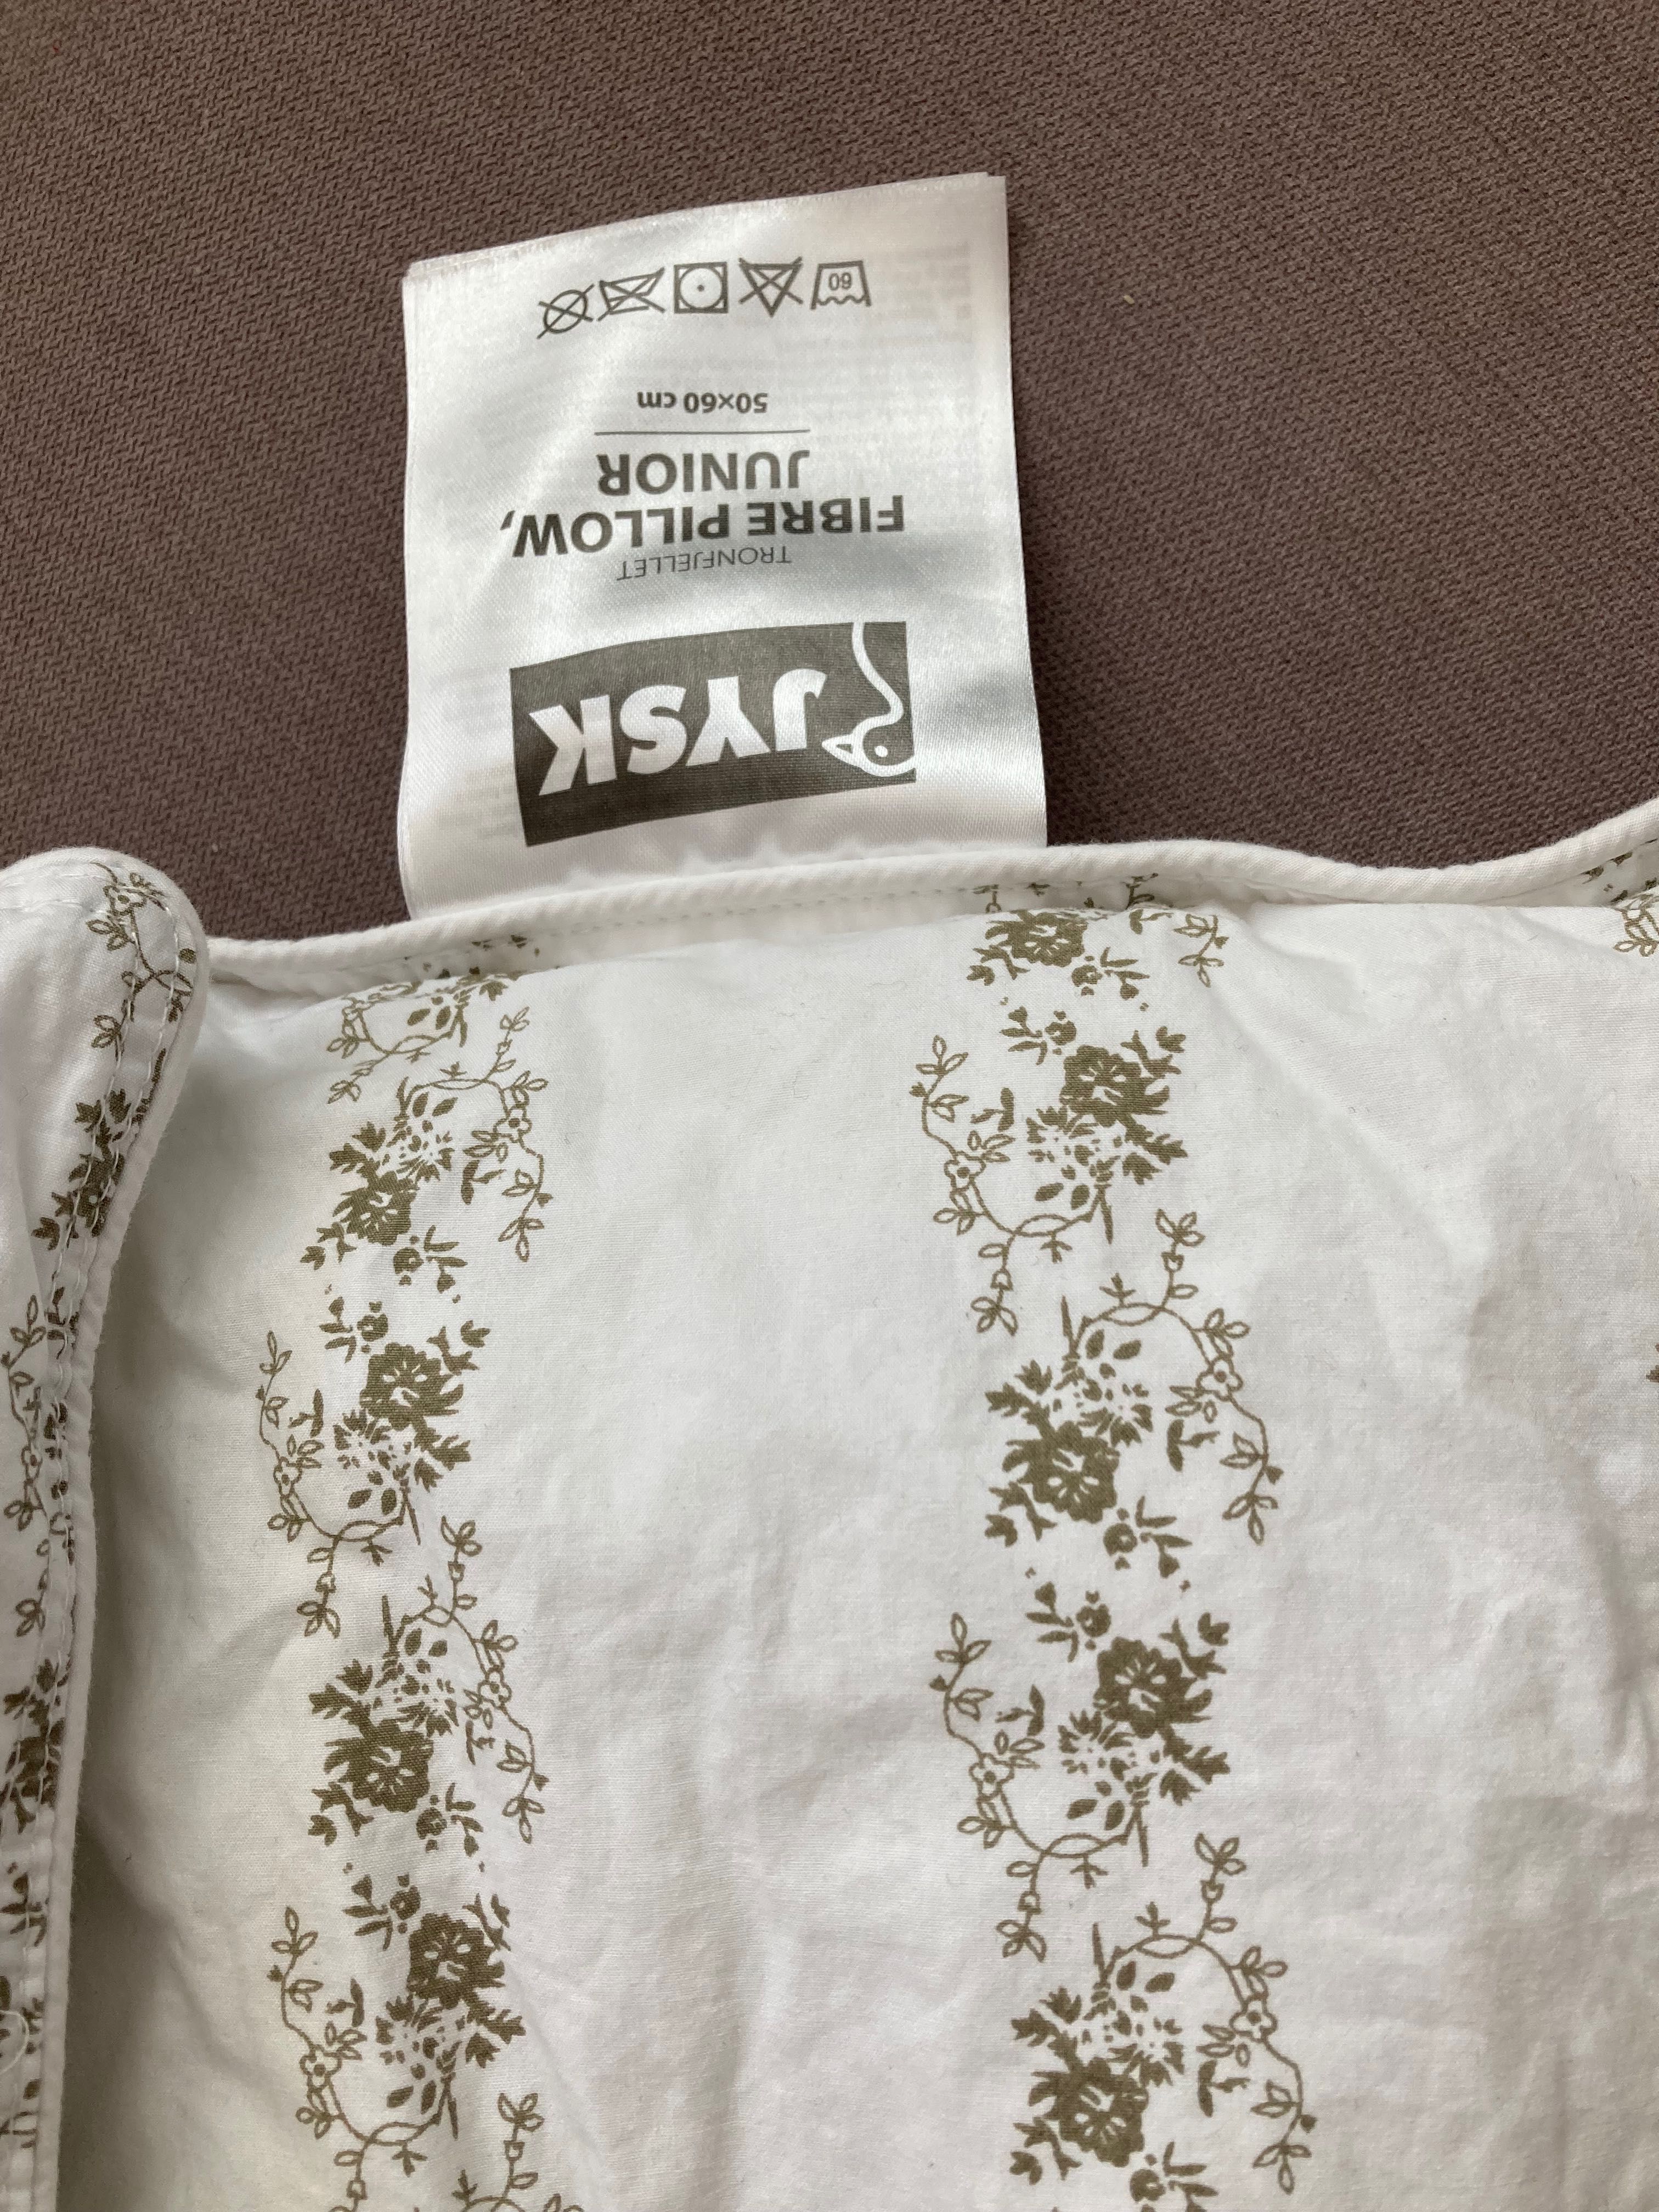 JYSK
TRONFJELLET
FIBRE PILLOW,
JUNIOR
50×60 cm
60